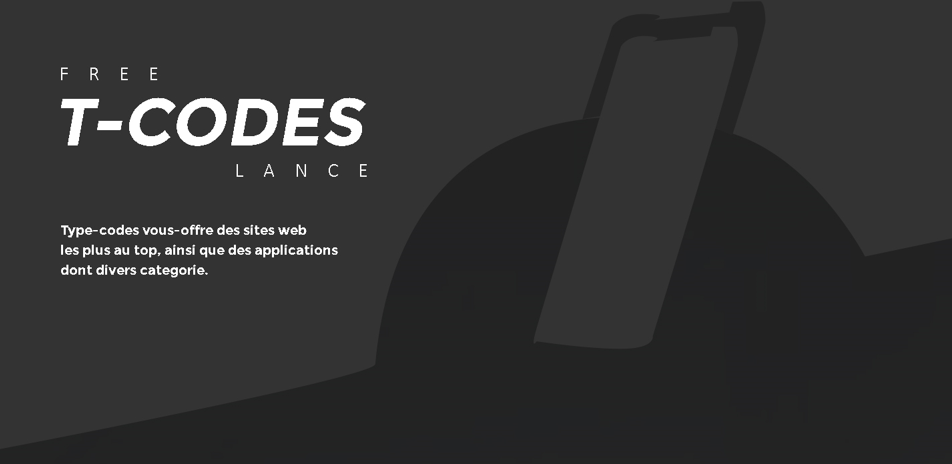 FREE
T-CODES
LANCE
Type-codes vous-offre des sites web
les plus au top, ainsi que des applications
dont divers categorie.